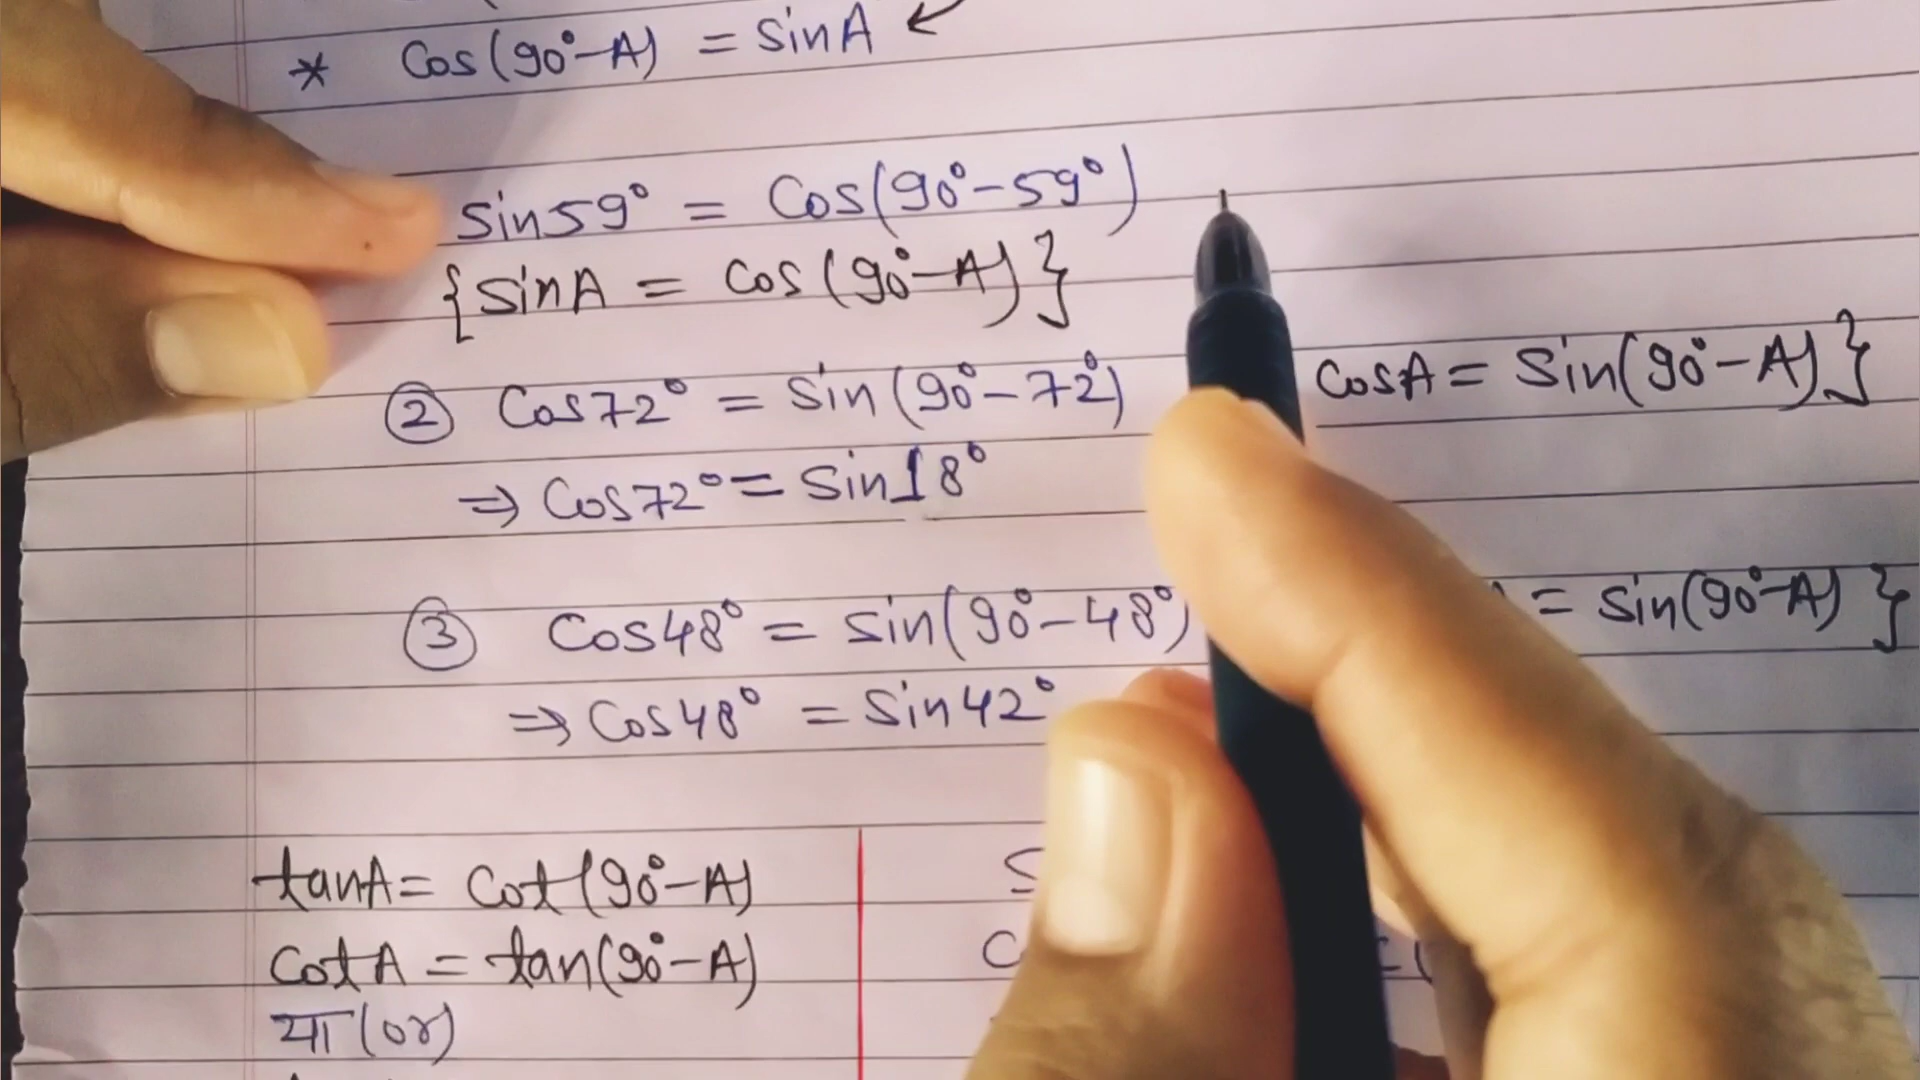 * Cos(90°-A) = SinA ←
Sin59° = Cos(90°-59°)
{SinA = Cos(90°-A)}
② Cos72° = Sin(90°-72°) CosA = Sin(90°-A)}
⇒ Cos72° = Sin18°
③ Cos48° = Sin(90°-48°) = Sin(90°-A)}
⇒ Cos48° = Sin42°
tanA = Cot(90°-A)
CotA = tan(90°-A)
या (or)